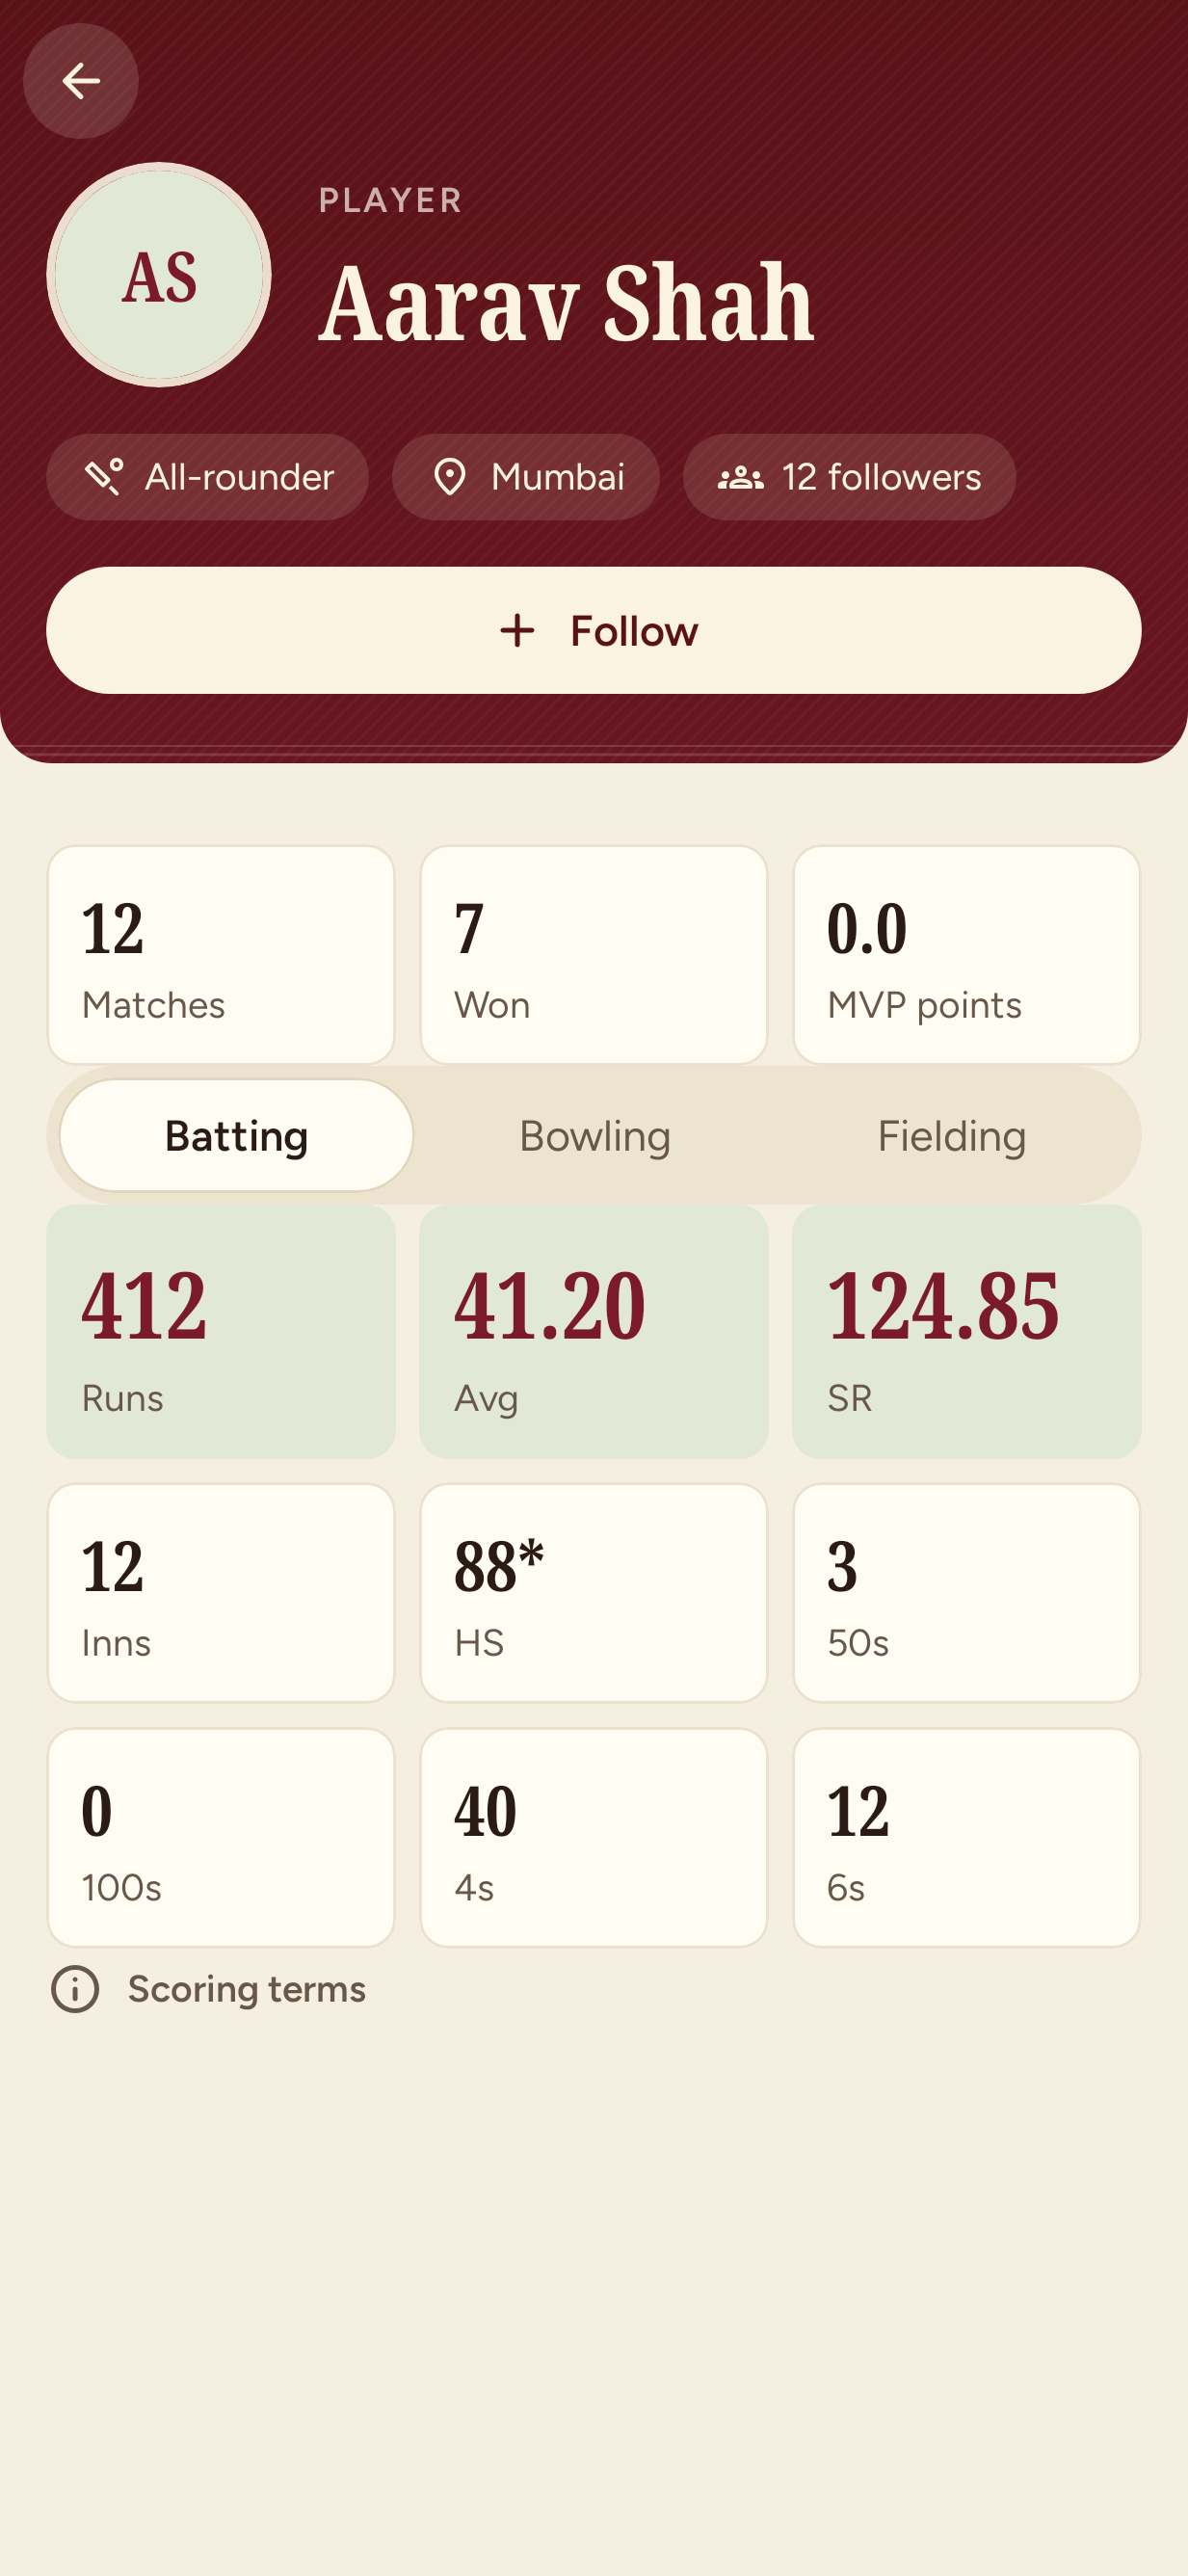 PLAYER
AS
Aarav Shah
All-rounder
Mumbai
12 followers
+ Follow
12
Matches
7
Won
0.0
MVP points
Batting
Bowling
Fielding
412
Runs
41.20
Avg
124.85
SR
12
Inns
88*
HS
3
50s
0
100s
40
4s
12
6s
Scoring terms